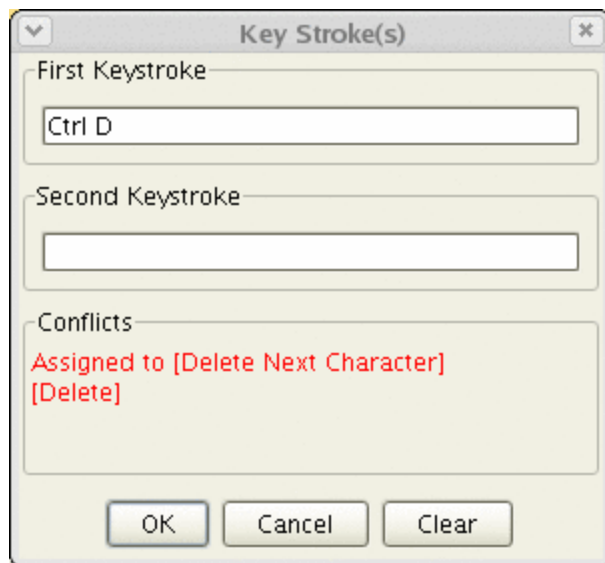 Key Stroke(s)
First Keystroke
Ctrl D
Second Keystroke
Conflicts
Assigned to [Delete Next Character]
[Delete]
OK Cancel Clear